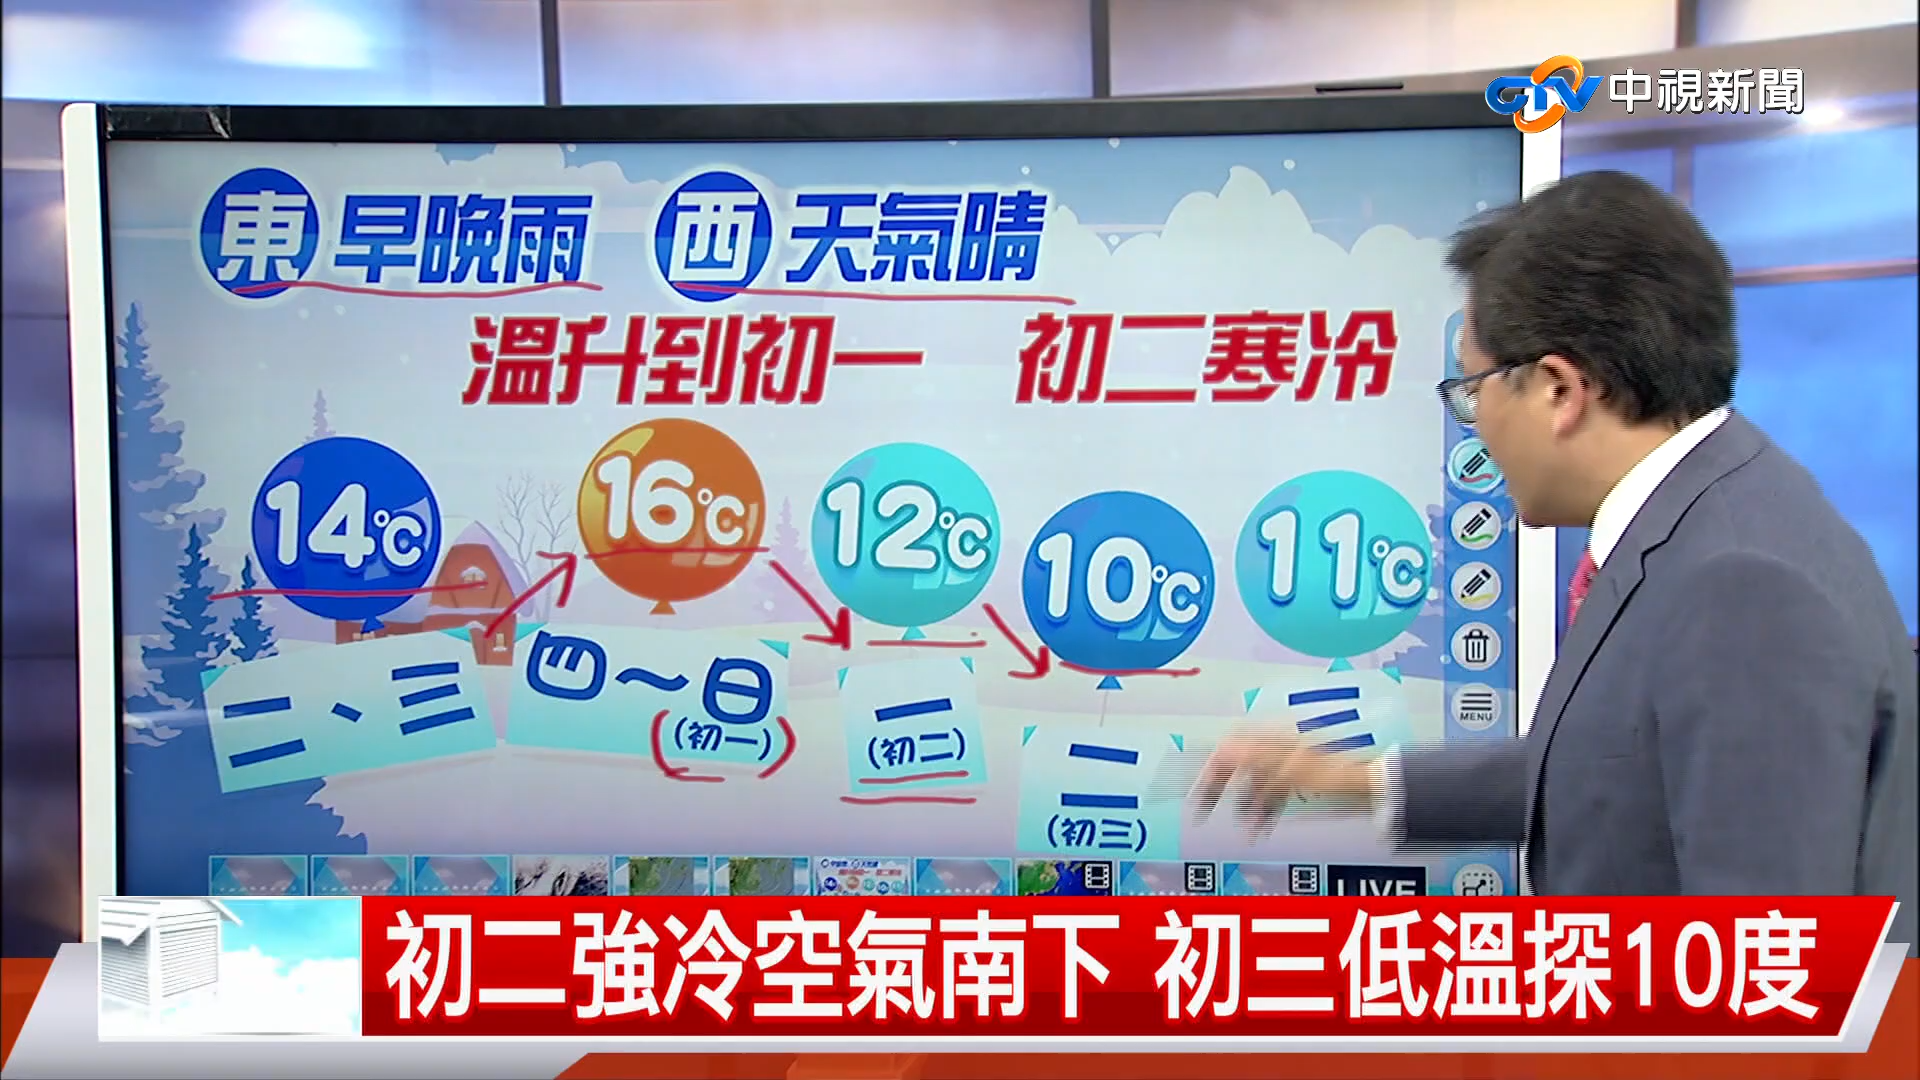 CTV 中視新聞
東 早晚雨 西 天氣晴
溫升到初一 初二寒冷
14℃ 16℃ 12℃ 10℃ 11℃
二、三 四～日 一 二 三
(初一) (初二) (初三)
MENU
LIVE
初二強冷空氣南下 初三低溫探10度